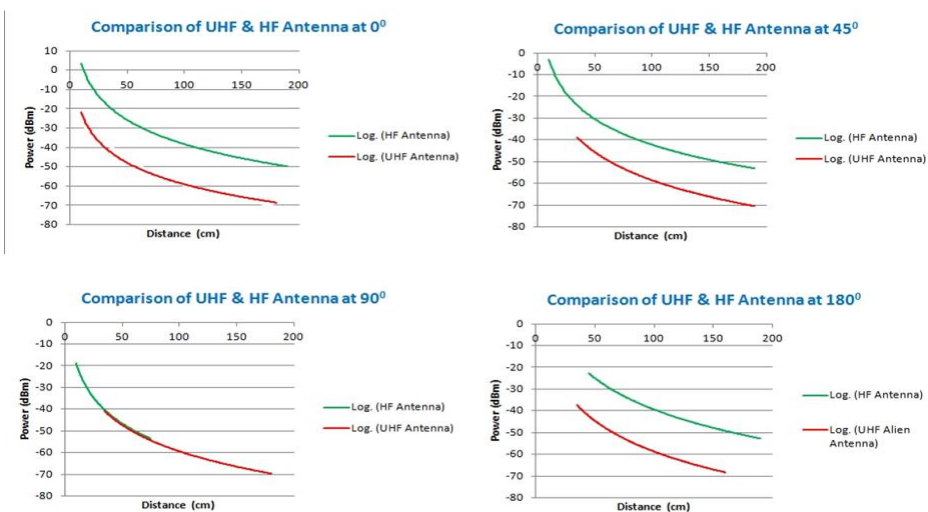 Comparison of UHF & HF Antenna at 0⁰
10
0
-10
-20
-30
-40
-50
-60
-70
-80
0 50 100 150 200
Power (dBm)
Distance (cm)
Log. (HF Antenna)
Log. (UHF Antenna)
Comparison of UHF & HF Antenna at 45⁰
0
-10
-20
-30
-40
-50
-60
-70
-80
0 50 100 150 200
Power (dBm)
Distance (cm)
Log. (HF Antenna)
Log. (UHF Antenna)
Comparison of UHF & HF Antenna at 90⁰
0
-10
-20
-30
-40
-50
-60
-70
-80
0 50 100 150 200
Power (dBm)
Distance (cm)
Log. (HF Antenna)
Log. (UHF Antenna)
Comparison of UHF & HF Antenna at 180⁰
0
-10
-20
-30
-40
-50
-60
-70
-80
0 50 100 150 200
Power (dBm)
Distance (cm)
Log. (HF Antenna)
Log. (UHF Alien
Antenna)